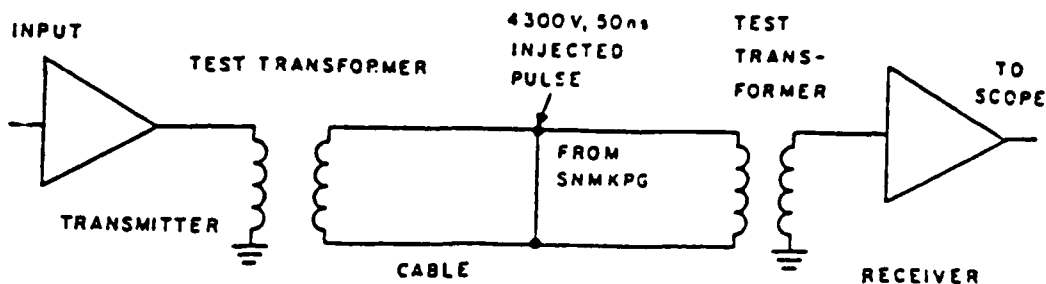 INPUT
TEST TRANSFORMER
4300V, 50ns
INJECTED
PULSE
TEST
TRANS-
FORMER
TO
SCOPE
FROM
SNMKPG
TRANSMITTER
CABLE
RECEIVER